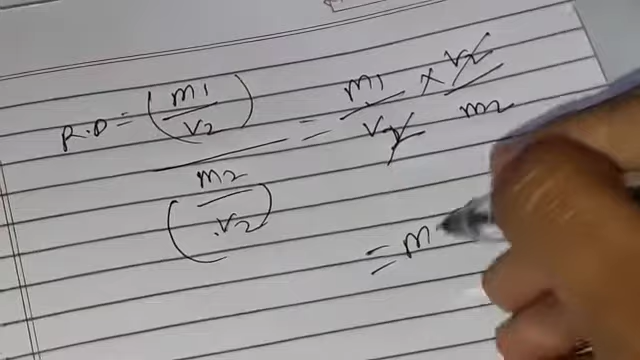 R.D = (m1/v2) / (m2/v2) = m1/v2 × v2/m2
= m